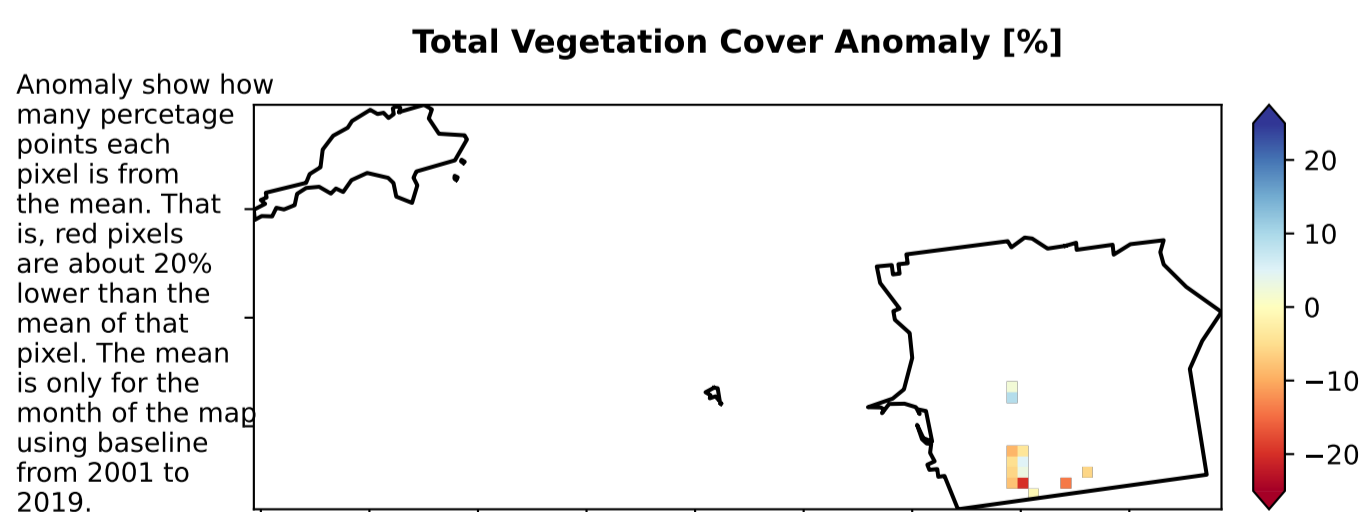 Total Vegetation Cover Anomaly [%]
Anomaly show how
many percetage
points each
pixel is from
the mean. That
is, red pixels
are about 20%
lower than the
mean of that
pixel. The mean
is only for the
month of the map
using baseline
from 2001 to
2019.
20
10
0
−10
−20